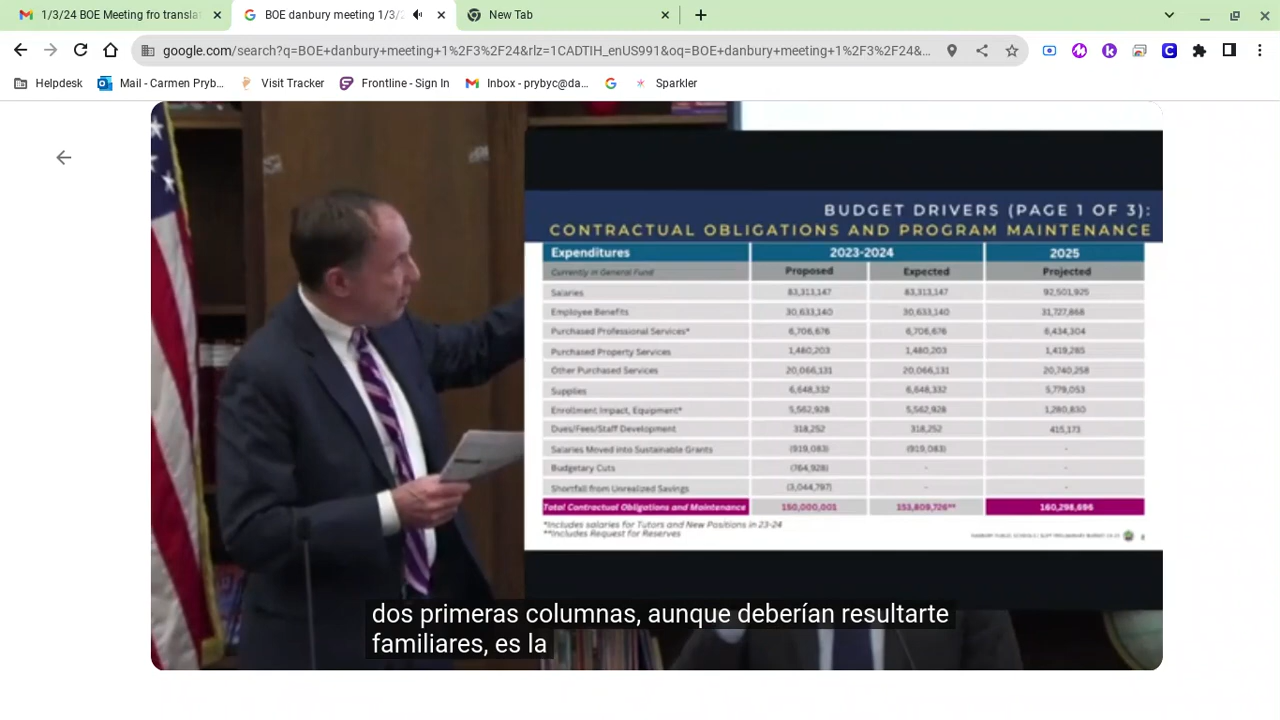 1/3/24 BOE Meeting fro translat
BOE danbury meeting 1/3/2
New Tab
google.com/search?q=BOE+danbury+meeting+1%2F3%2F24&rlz=1CADTIH_enUS991&oq=BOE+danbury+meeting+1%2F3%2F24&...
Helpdesk
Mail - Carmen Pryb...
Visit Tracker
Frontline - Sign In
Inbox - prybyc@da...
Sparkler
BUDGET DRIVERS (PAGE 1 OF 3):
CONTRACTUAL OBLIGATIONS AND PROGRAM MAINTENANCE
Expenditures 2023-2024 2025
Currently in General Fund Proposed Expected Projected
Salaries 83,313,147 83,313,147 92,501,925
Employee Benefits 30,633,140 30,633,140 31,727,868
Purchased Professional Services* 6,706,676 6,706,676 6,434,304
Purchased Property Services 1,480,203 1,480,203 1,419,285
Other Purchased Services 20,066,131 20,066,131 20,740,258
Supplies 6,648,332 6,648,332 5,779,053
Enrollment Impact, Equipment* 5,562,928 5,562,928 1,280,830
Dues/Fees/Staff Development 318,252 318,252 415,173
Salaries Moved into Sustainable Grants (919,083) (919,083) -
Budgetary Cuts (764,928) - -
Shortfall from Unrealized Savings (3,044,797) - -
Total Contractual Obligations and Maintenance 150,000,001 153,809,726** 160,298,696
*Includes salaries for Tutors and New Positions in 23-24
**Includes Request for Reserves
dos primeras columnas, aunque deberían resultarte
familiares, es la